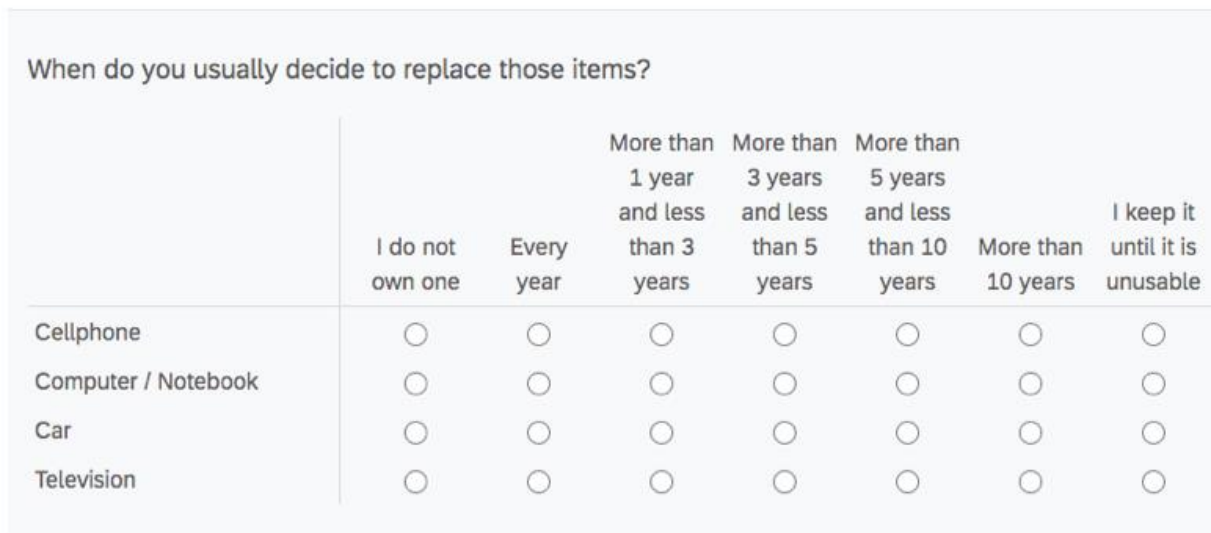 When do you usually decide to replace those items?
I do not own one
Every year
More than 1 year and less than 3 years
More than 3 years and less than 5 years
More than 5 years and less than 10 years
More than 10 years
I keep it until it is unusable
Cellphone
Computer / Notebook
Car
Television